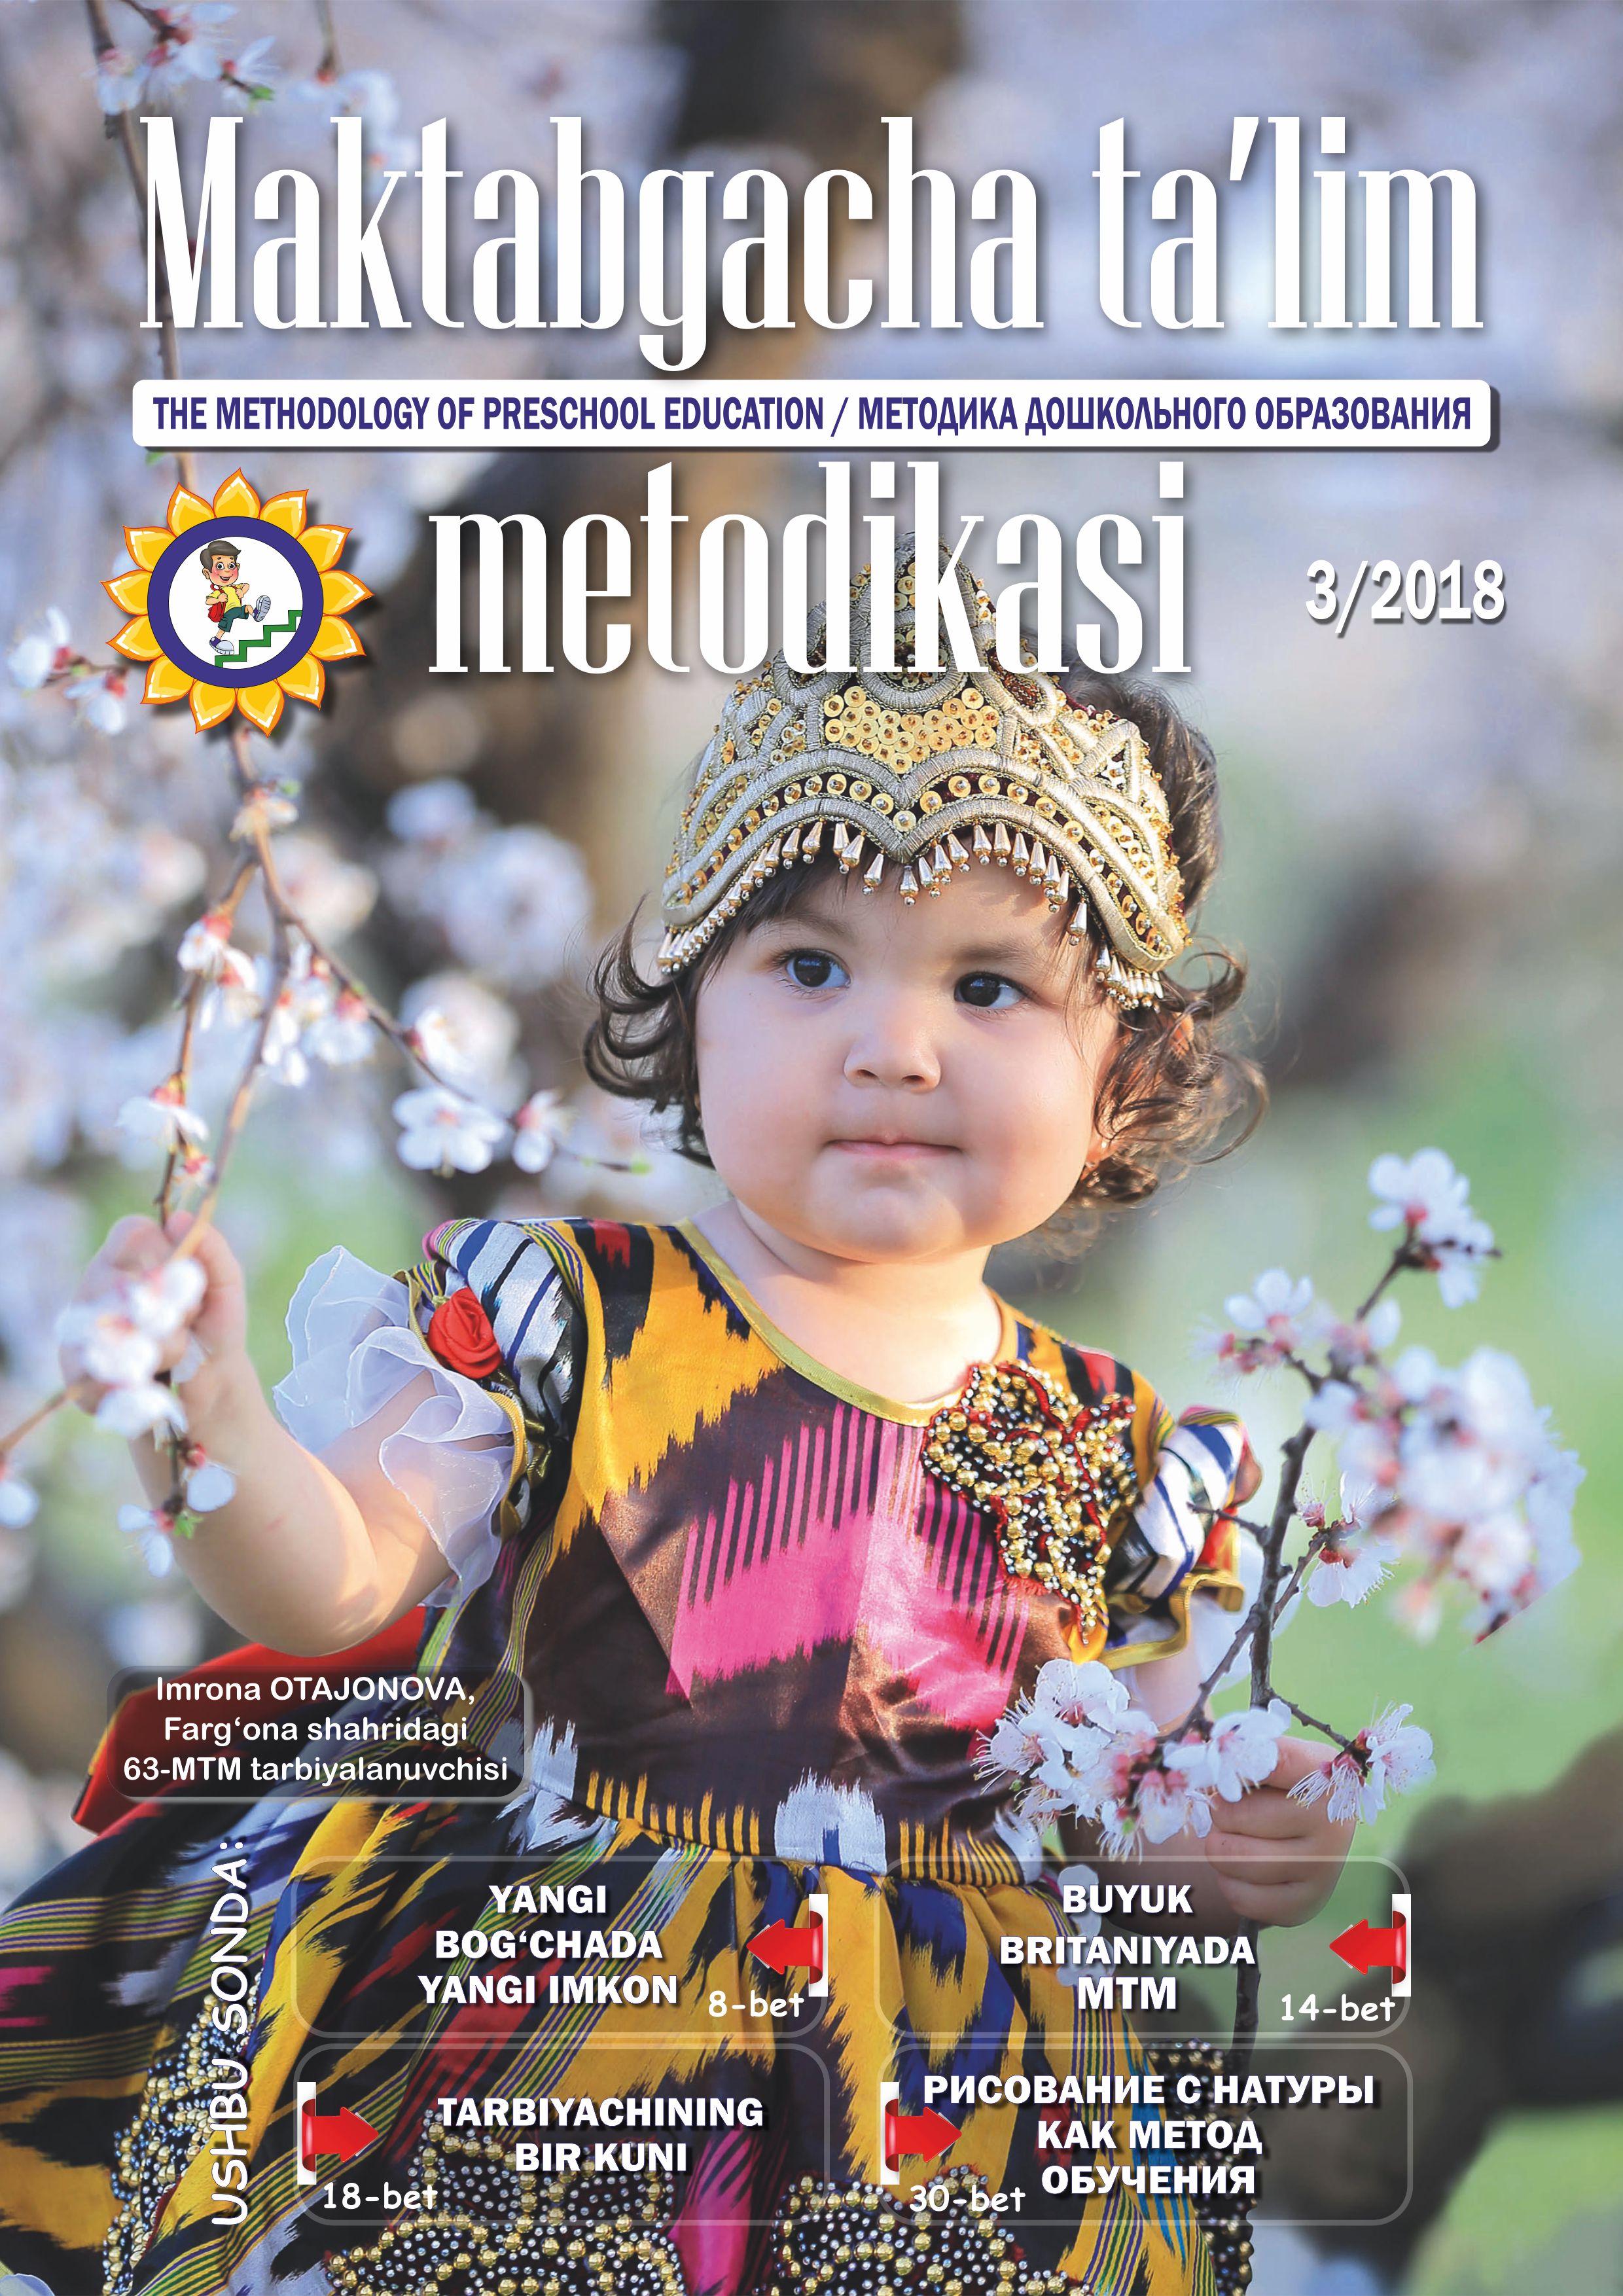 Maktabgacha ta'lim
THE METHODOLOGY OF PRESCHOOL EDUCATION / МЕТОДИКА ДОШКОЛЬНОГО ОБРАЗОВАНИЯ
metodikasi
3/2018
Imrona OTAJONOVA,
Farg‘ona shahridagi
63-MTM tarbiyalanuvchisi
USHBU SONDA:
YANGI
BOG‘CHADA
YANGI IMKON
8-bet
BUYUK
BRITANIYADA
MTM
14-bet
TARBIYACHINING
BIR KUNI
18-bet
РИСОВАНИЕ С НАТУРЫ
КАК МЕТОД
ОБУЧЕНИЯ
30-bet